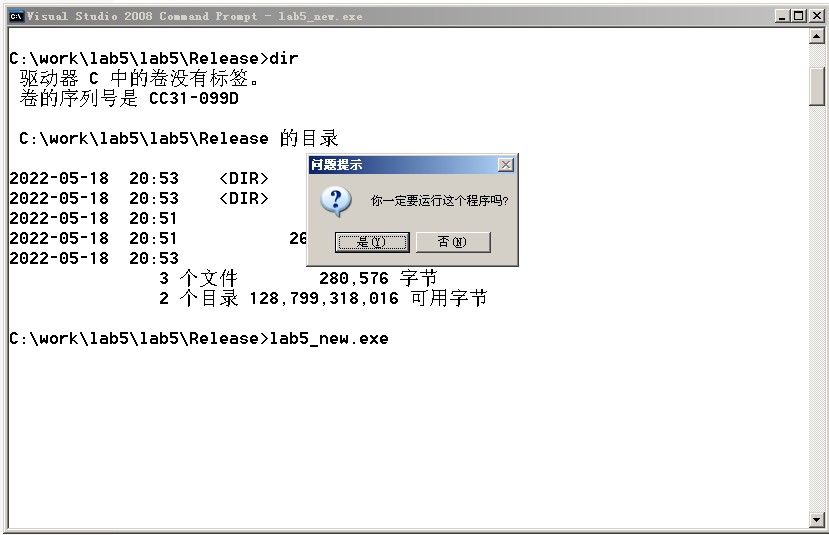 Visual Studio 2008 Command Prompt - lab5_new.exe
C:\work\lab5\lab5\Release>dir
驱动器 C 中的卷没有标签。
卷的序列号是 CC31-099D
C:\work\lab5\lab5\Release 的目录
2022-05-18 20:53 <DIR>
2022-05-18 20:53 <DIR>
2022-05-18 20:51
2022-05-18 20:51 26
2022-05-18 20:53
3 个文件 280,576 字节
2 个目录 128,799,318,016 可用字节
C:\work\lab5\lab5\Release>lab5_new.exe
问题提示
你一定要运行这个程序吗?
是(Y) 否(N)